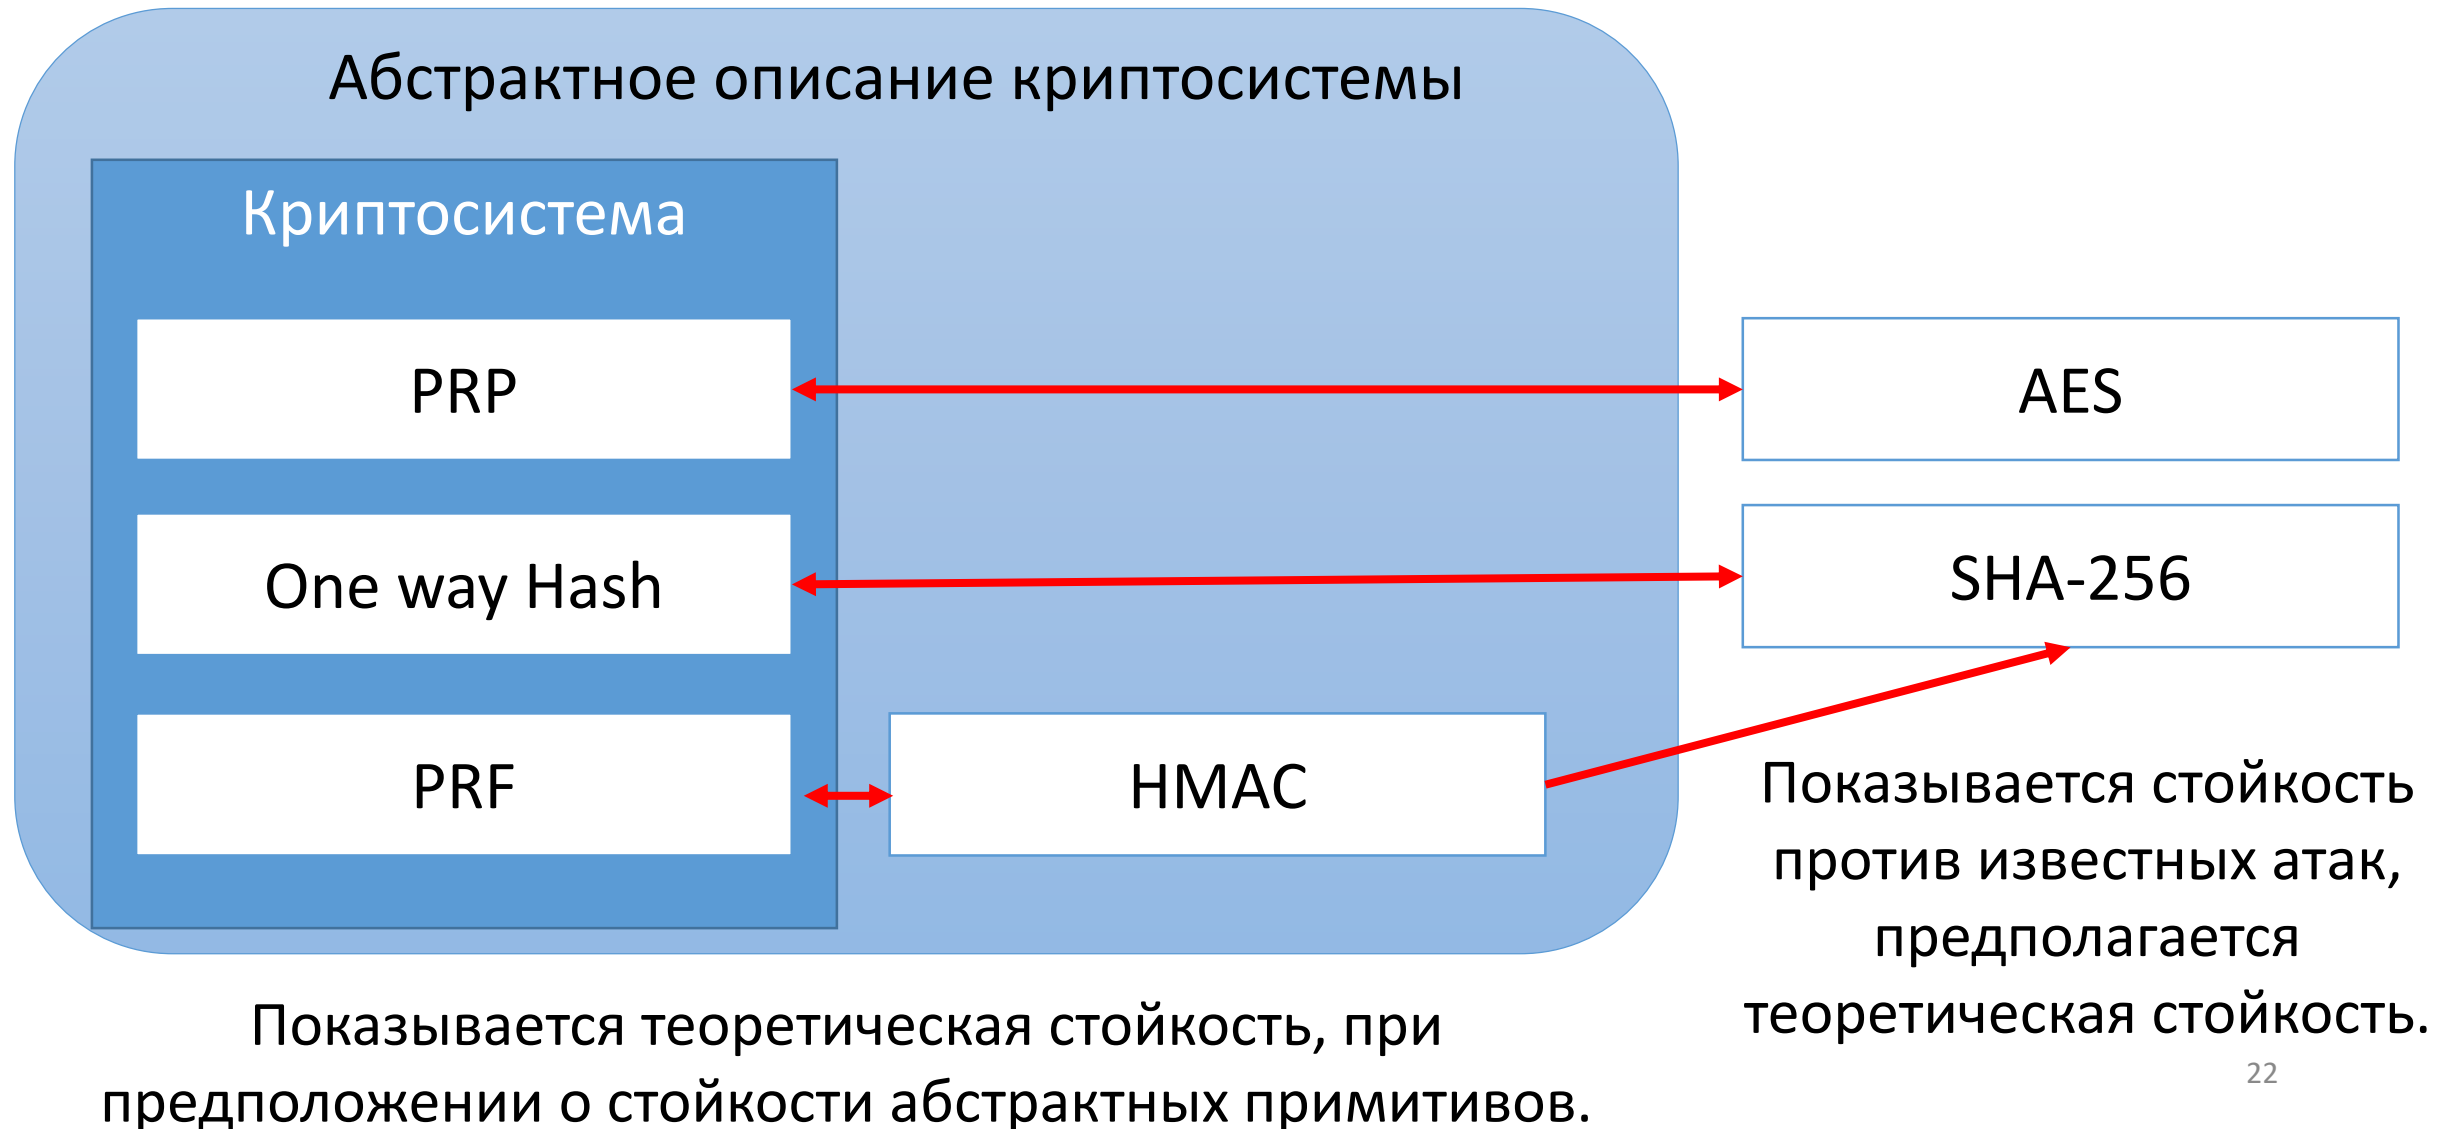 Абстрактное описание криптосистемы
Криптосистема
PRP
AES
One way Hash
SHA-256
PRF
HMAC
Показывается стойкость
против известных атак,
предполагается
теоретическая стойкость.
Показывается теоретическая стойкость, при
предположении о стойкости абстрактных примитивов.
22